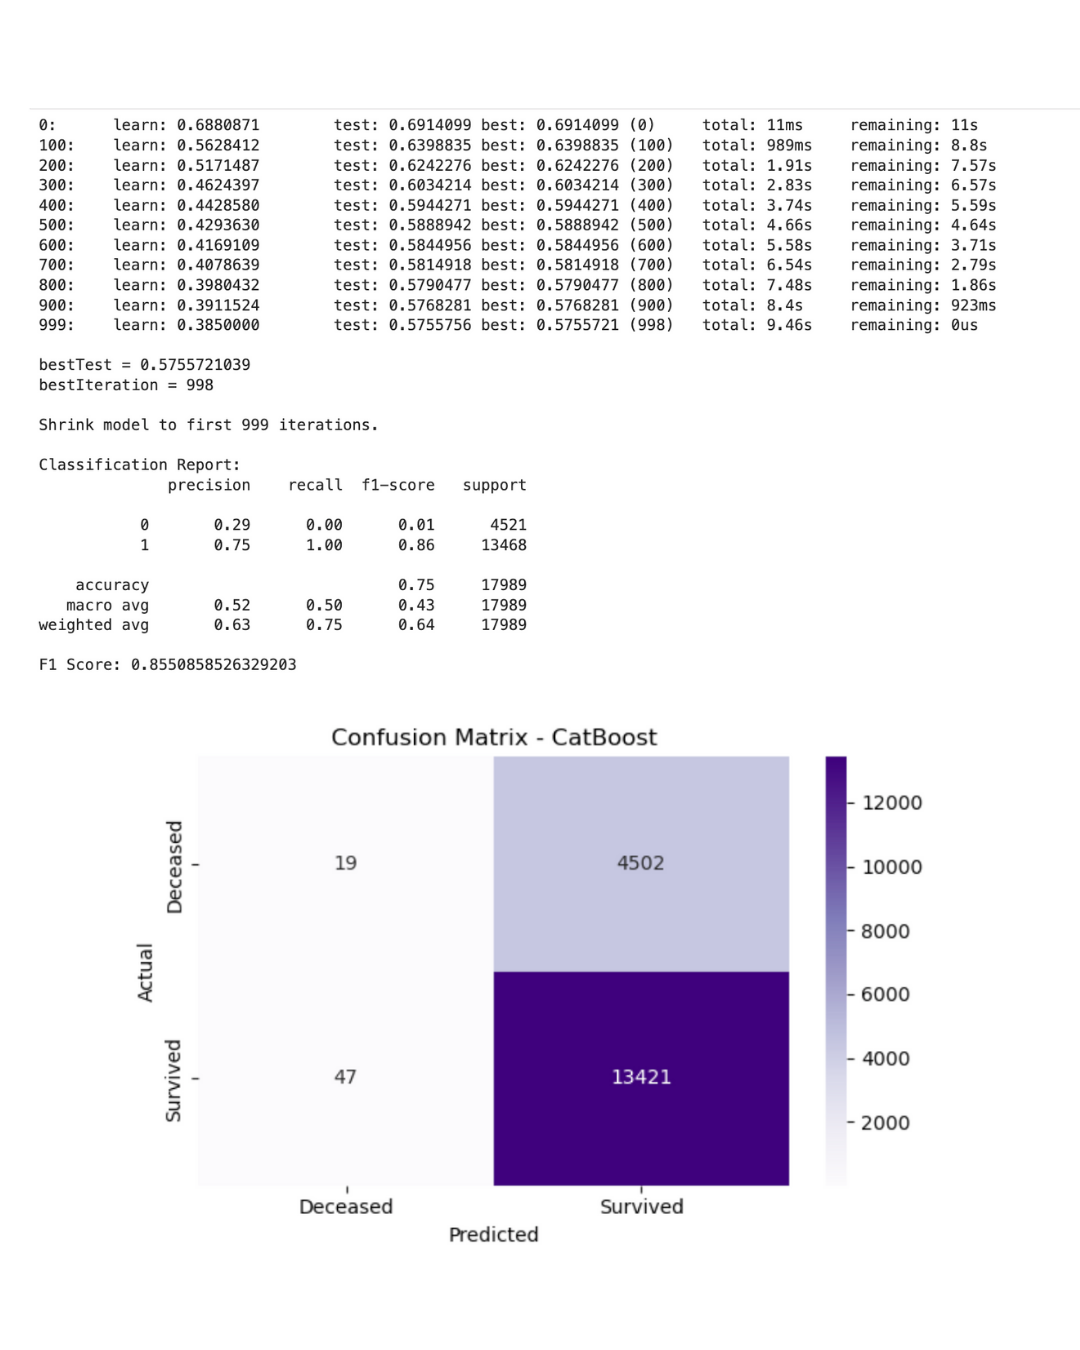 0: learn: 0.6880871 test: 0.6914099 best: 0.6914099 (0) total: 11ms remaining: 11s
100: learn: 0.5628412 test: 0.6398835 best: 0.6398835 (100) total: 989ms remaining: 8.8s
200: learn: 0.5171487 test: 0.6242276 best: 0.6242276 (200) total: 1.91s remaining: 7.57s
300: learn: 0.4624397 test: 0.6034214 best: 0.6034214 (300) total: 2.83s remaining: 6.57s
400: learn: 0.4428580 test: 0.5944271 best: 0.5944271 (400) total: 3.74s remaining: 5.59s
500: learn: 0.4293630 test: 0.5888942 best: 0.5888942 (500) total: 4.66s remaining: 4.64s
600: learn: 0.4169109 test: 0.5844956 best: 0.5844956 (600) total: 5.58s remaining: 3.71s
700: learn: 0.4078639 test: 0.5814918 best: 0.5814918 (700) total: 6.54s remaining: 2.79s
800: learn: 0.3980432 test: 0.5790477 best: 0.5790477 (800) total: 7.48s remaining: 1.86s
900: learn: 0.3911524 test: 0.5768281 best: 0.5768281 (900) total: 8.4s remaining: 923ms
999: learn: 0.3850000 test: 0.5755756 best: 0.5755721 (998) total: 9.46s remaining: 0us
bestTest = 0.5755721039
bestIteration = 998
Shrink model to first 999 iterations.
Classification Report:
precision recall f1-score support
0 0.29 0.00 0.01 4521
1 0.75 1.00 0.86 13468
accuracy 0.75 17989
macro avg 0.52 0.50 0.43 17989
weighted avg 0.63 0.75 0.64 17989
F1 Score: 0.8550858526329203
Confusion Matrix - CatBoost
12000
10000
8000
6000
4000
2000
Actual
Deceased
19 4502
Survived
47 13421
Deceased Survived
Predicted